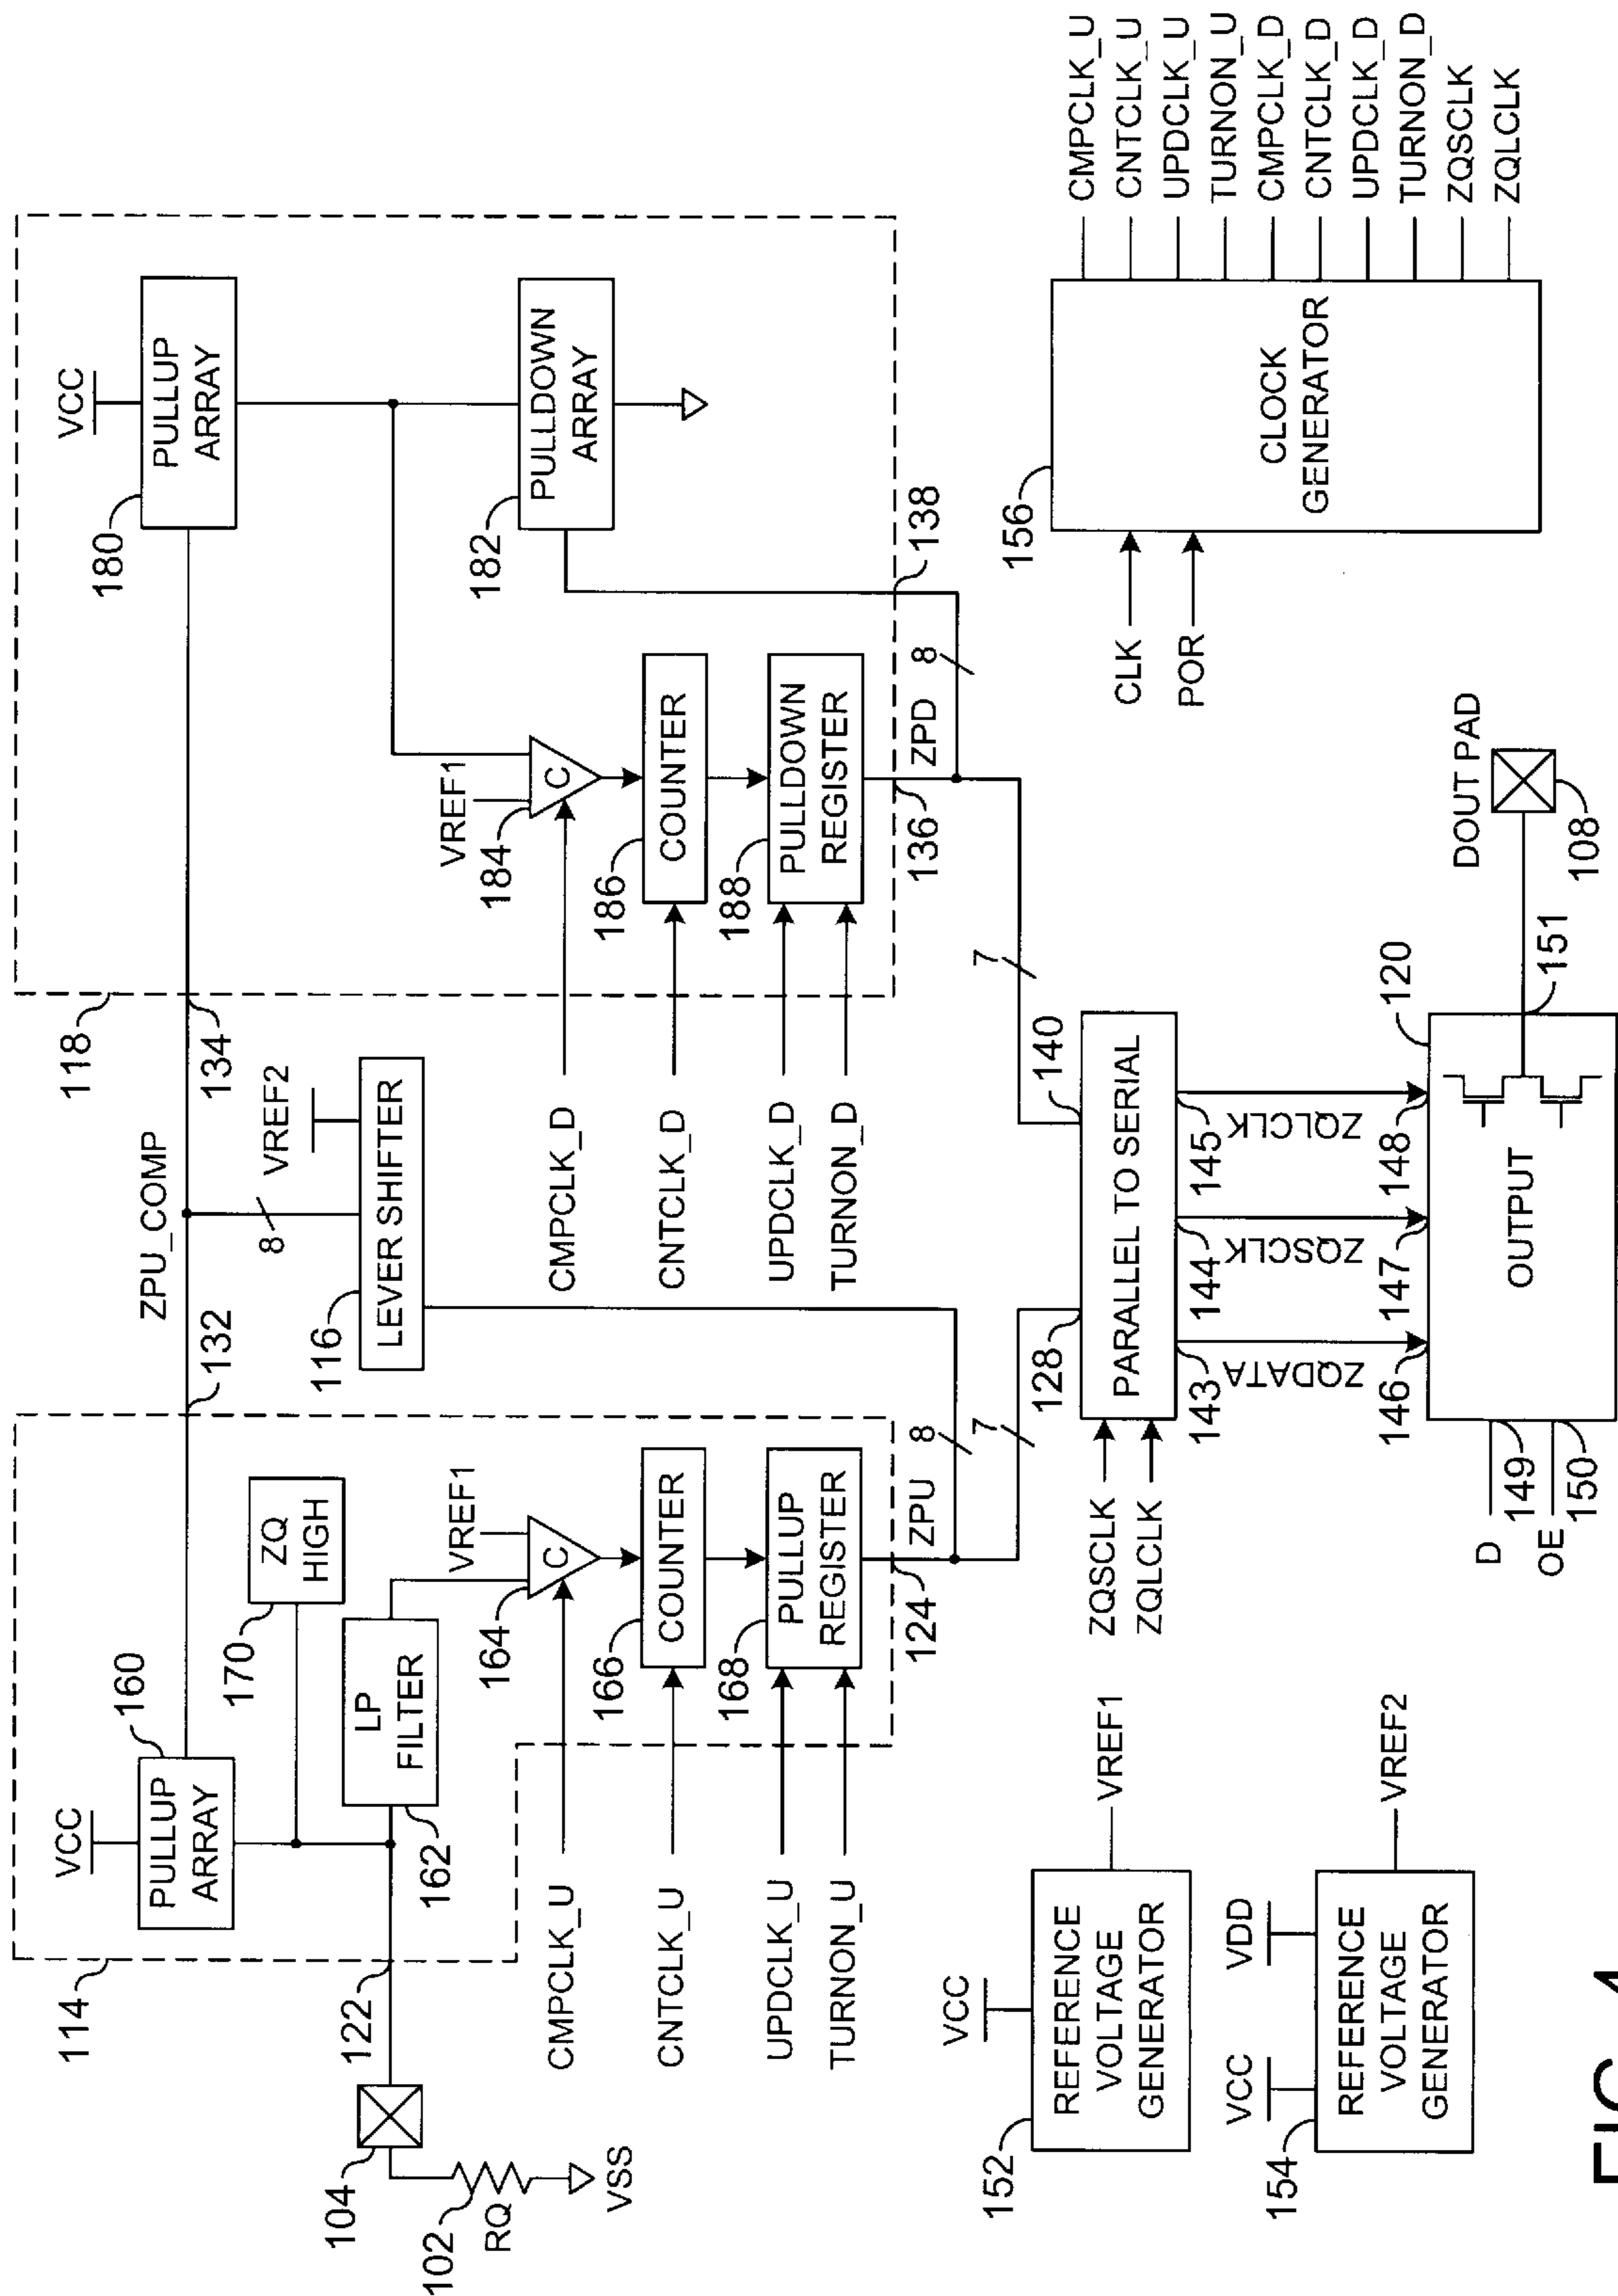 VCC
PULLUP
ARRAY
160
170
ZQ
HIGH
LP
FILTER
162
114
122
104
102
RQ
VSS
VREF1
164
C
CMPCLK_U
166
COUNTER
CNTCLK_U
168
PULLUP
REGISTER
UPDCLK_U
TURNON_U
124
ZPU
8
7
132
ZPU_COMP
134
116
LEVER SHIFTER
VREF2
8
118
VCC
180
PULLUP
ARRAY
182
PULLDOWN
ARRAY
VREF1
184
C
CMPCLK_D
186
COUNTER
CNTCLK_D
188
PULLDOWN
REGISTER
UPDCLK_D
TURNON_D
136
ZPD
138
8
7
128
140
PARALLEL TO SERIAL
ZQSCLK
ZQLCLK
143
144
145
ZQDATA
ZQSCLK
ZQLCLK
146
147
148
120
OUTPUT
D
149
OE
150
151
DOUT PAD
108
VCC
152
REFERENCE
VOLTAGE
GENERATOR
VREF1
VCC
VDD
154
REFERENCE
VOLTAGE
GENERATOR
VREF2
156
CLK
POR
CLOCK
GENERATOR
CMPCLK_U
CNTCLK_U
UPDCLK_U
TURNON_U
CMPCLK_D
CNTCLK_D
UPDCLK_D
TURNON_D
ZQSCLK
ZQLCLK